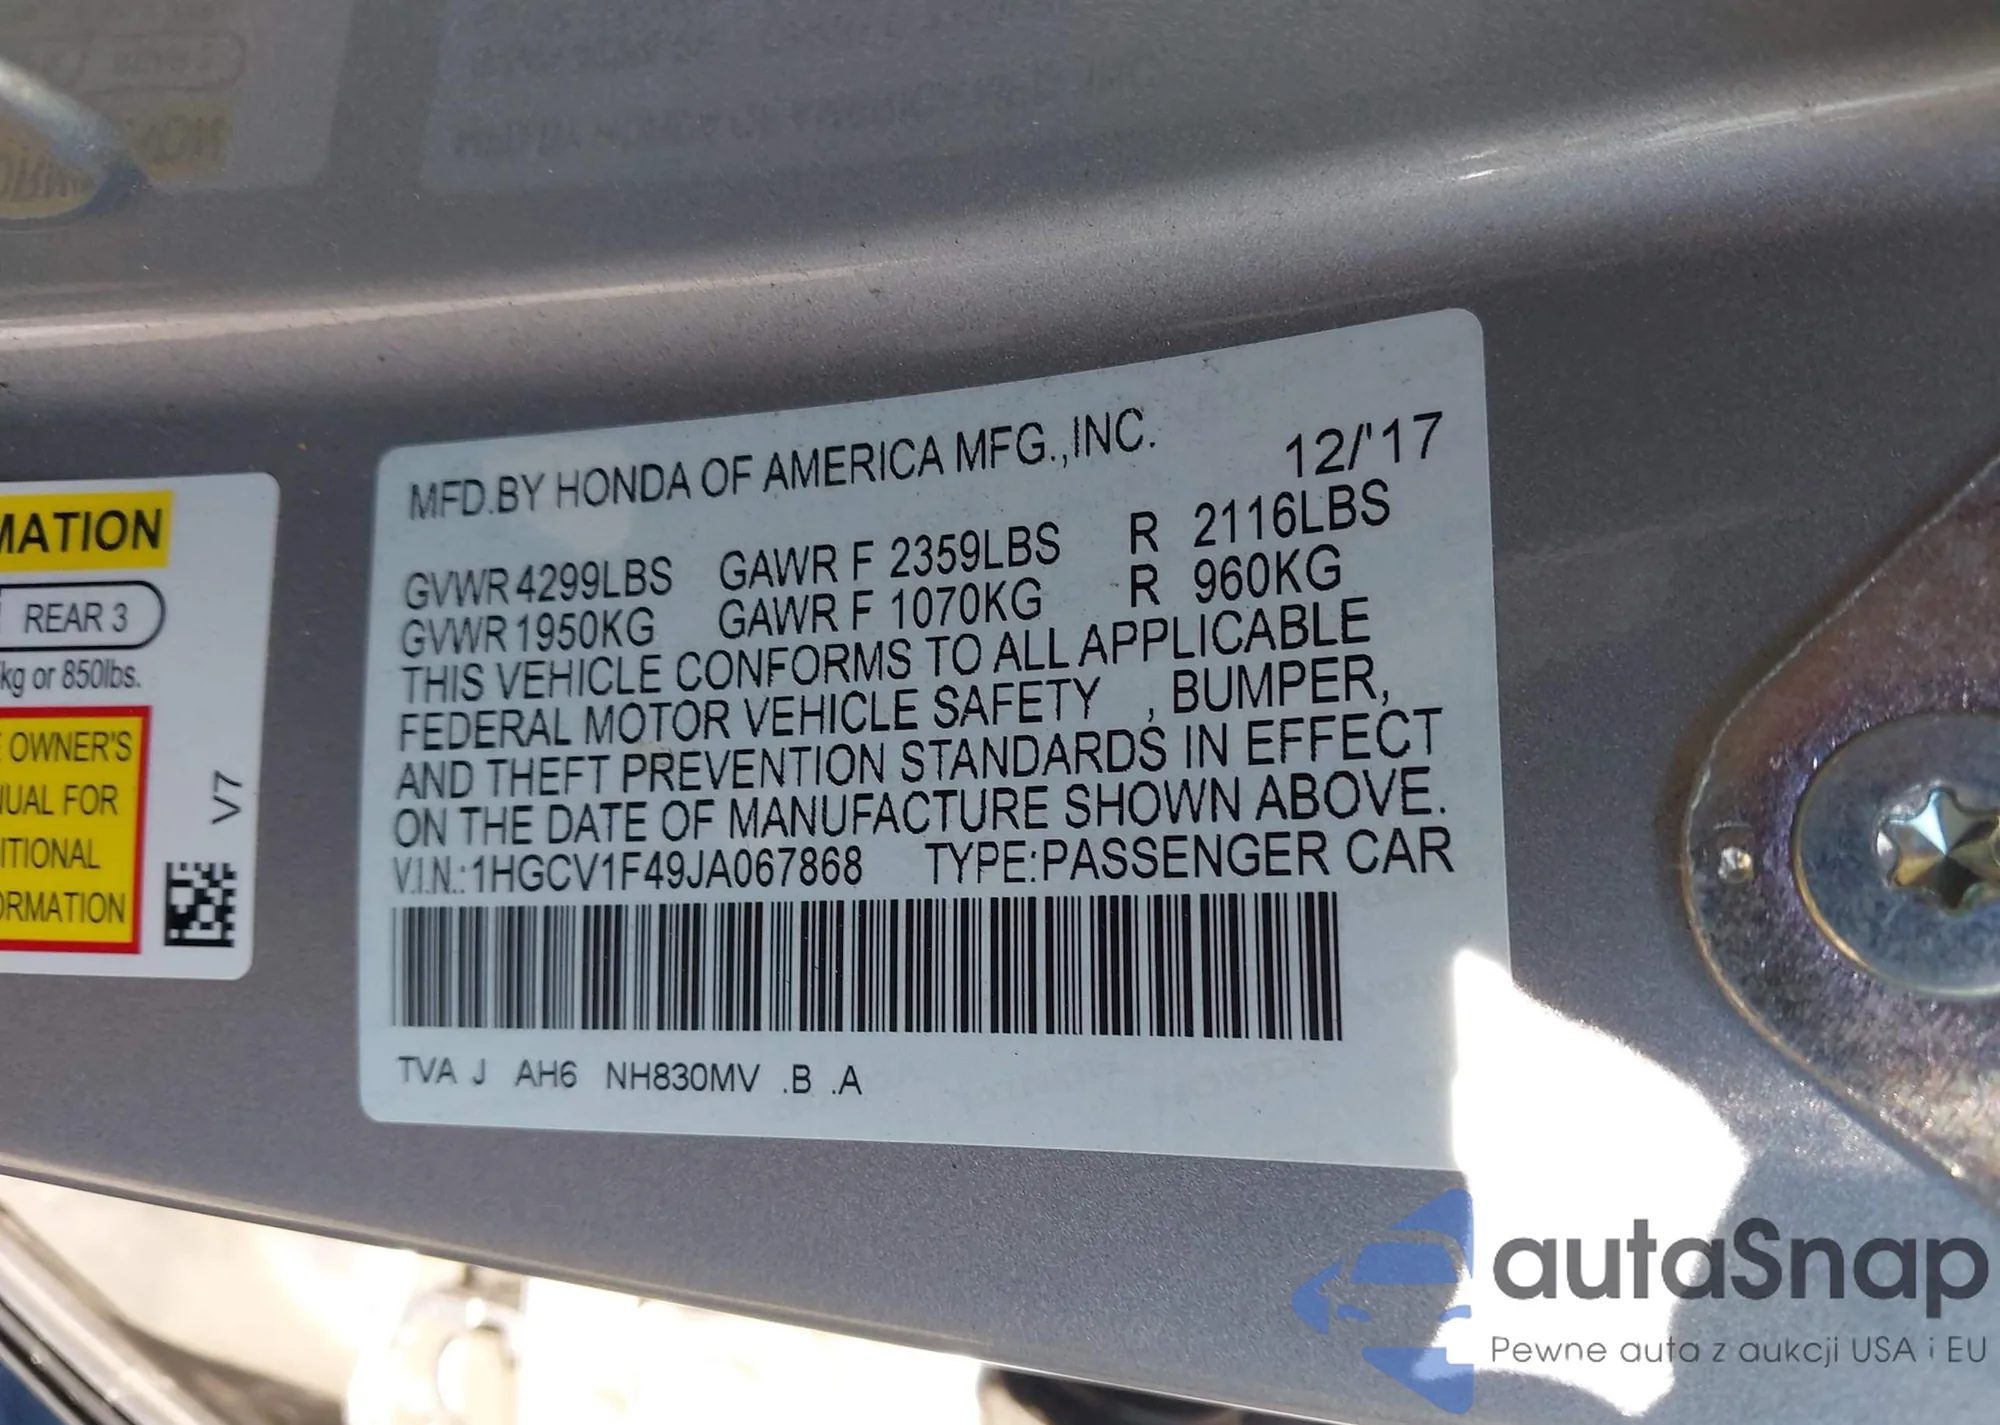 MATION
REAR 3
kg or 850lbs.
OWNER'S
UAL FOR
ITIONAL
ORMATION
V7
MFD.BY HONDA OF AMERICA MFG.,INC. 12/'17
GVWR 4299LBS GAWR F 2359LBS R 2116LBS
GVWR 1950KG GAWR F 1070KG R 960KG
THIS VEHICLE CONFORMS TO ALL APPLICABLE
FEDERAL MOTOR VEHICLE SAFETY , BUMPER,
AND THEFT PREVENTION STANDARDS IN EFFECT
ON THE DATE OF MANUFACTURE SHOWN ABOVE.
V.I.N.:1HGCV1F49JA067868 TYPE:PASSENGER CAR
TVA J AH6 NH830MV .B .A
autaSnap
Pewne auta z aukcji USA i EU